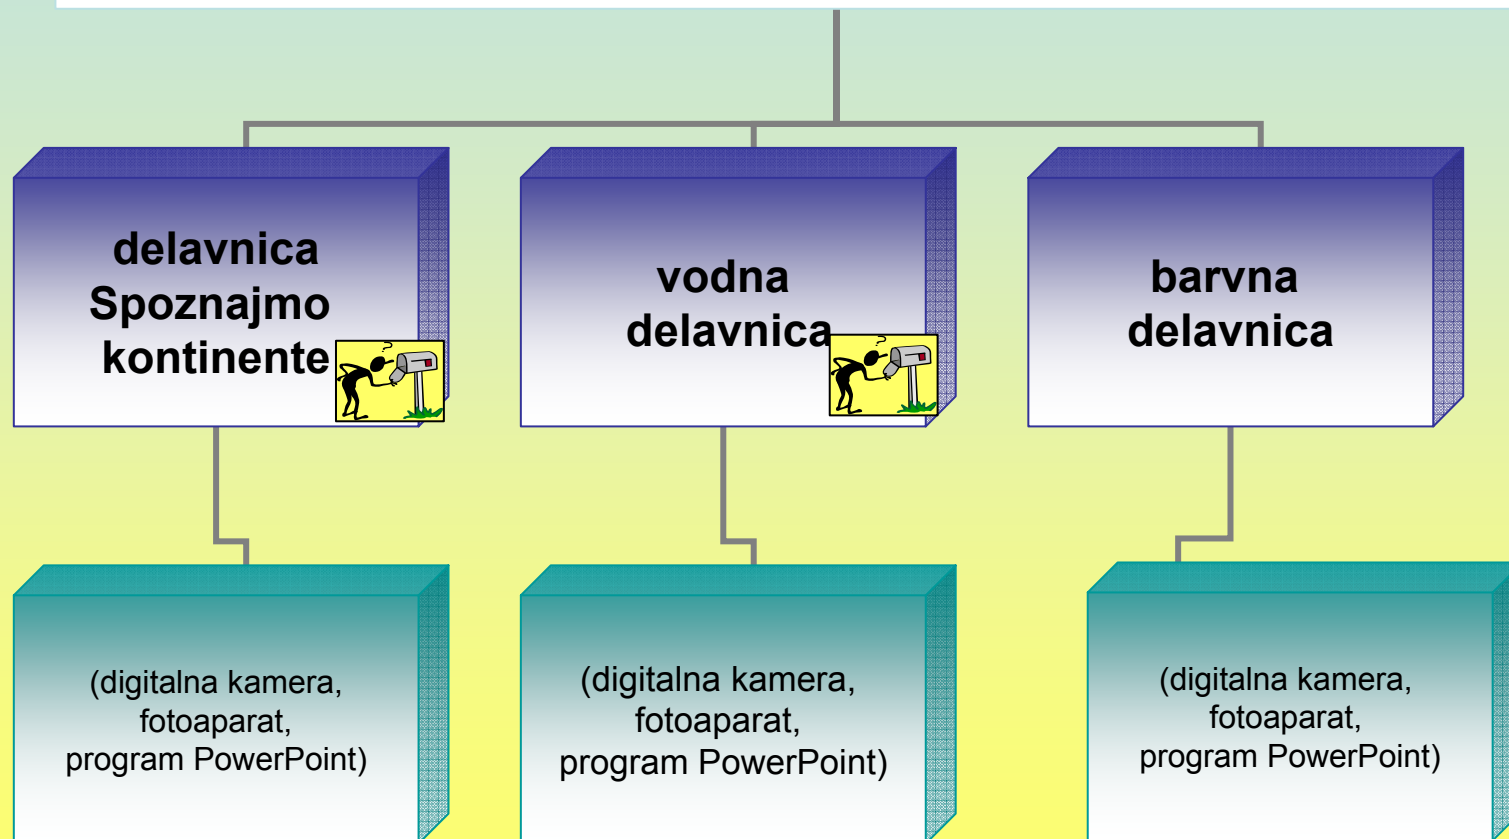 delavnica
Spoznajmo
kontinente
vodna
delavnica
barvna
delavnica
(digitalna kamera,
fotoaparat,
program PowerPoint)
(digitalna kamera,
fotoaparat,
program PowerPoint)
(digitalna kamera,
fotoaparat,
program PowerPoint)